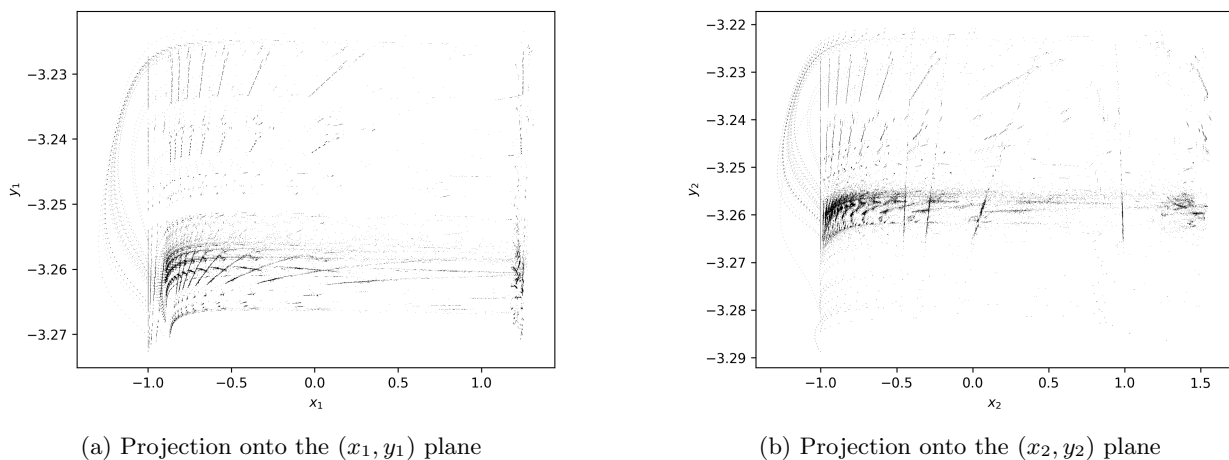 −3.23
−3.24
−3.25
−3.26
−3.27
y₁
−1.0 −0.5 0.0 0.5 1.0
x₁
(a) Projection onto the (x₁, y₁) plane
−3.22
−3.23
−3.24
−3.25
−3.26
−3.27
−3.28
−3.29
y₂
−1.0 −0.5 0.0 0.5 1.0 1.5
x₂
(b) Projection onto the (x₂, y₂) plane